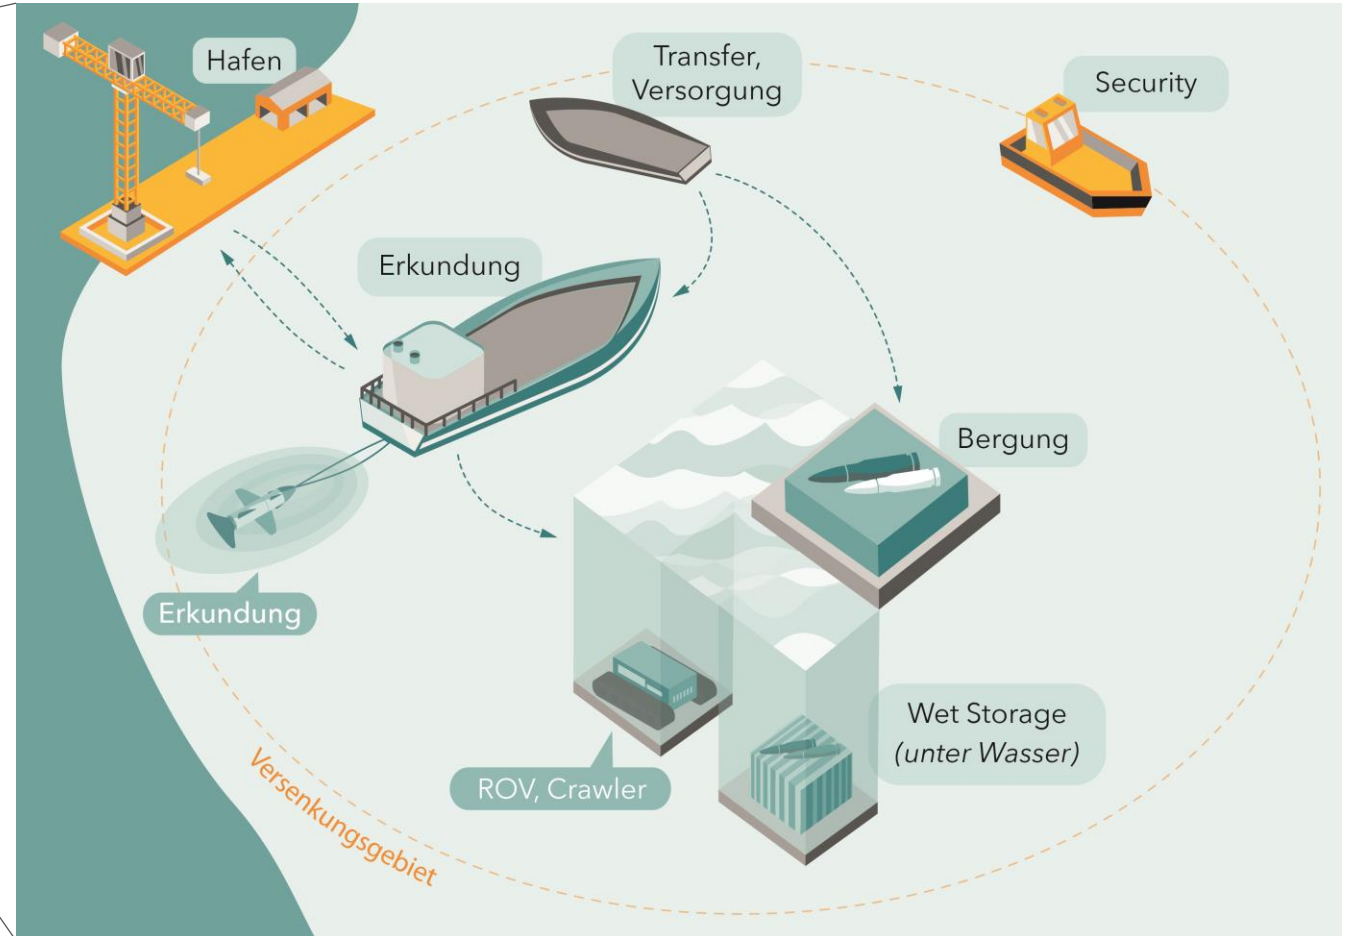 Hafen
Transfer,
Versorgung
Security
Erkundung
Bergung
Erkundung
Wet Storage
(unter Wasser)
ROV, Crawler
Versenkungsgebiet